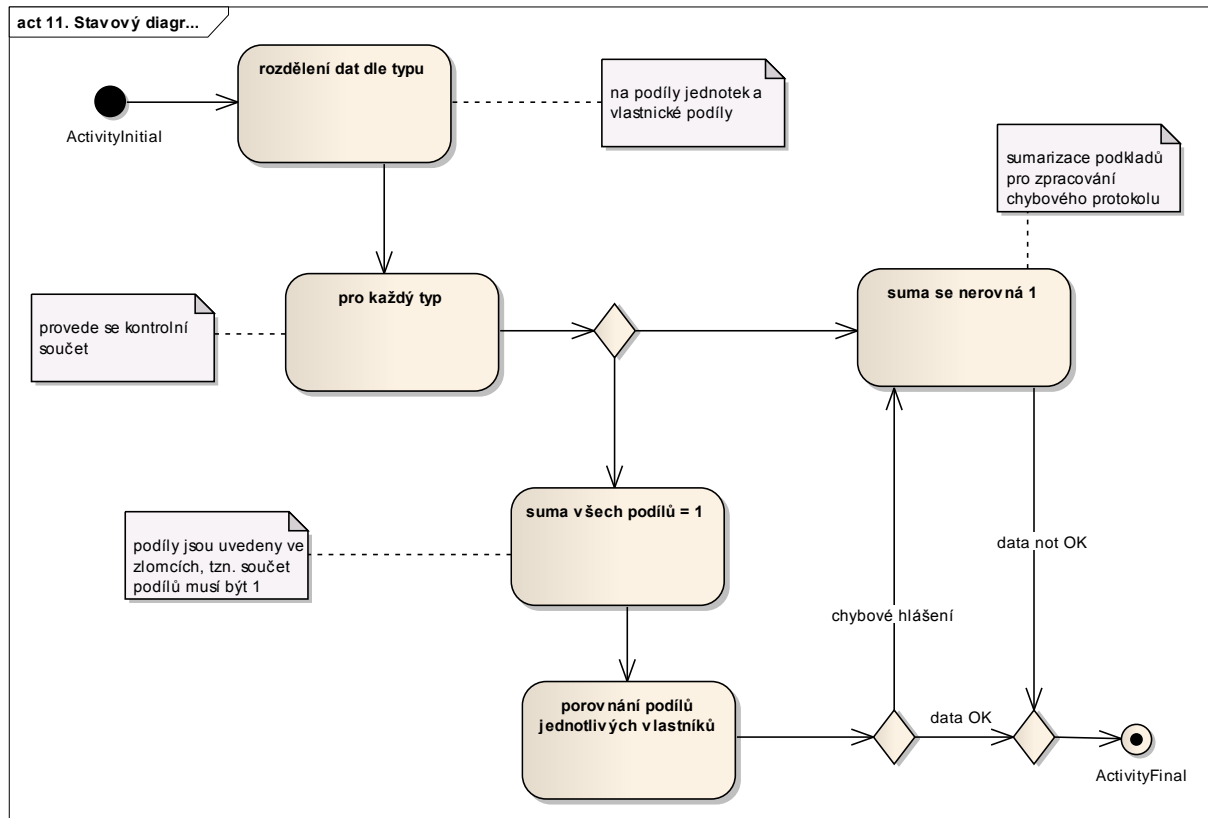 act 11. Stavový diagr...
rozdělení dat dle typu
na podíly jednotek a
vlastnické podíly
ActivityInitial
sumarizace podkladů
pro zpracování
chybového protokolu
pro každý typ
suma se nerovná 1
provede se kontrolní
součet
suma všech podílů = 1
podíly jsou uvedeny ve
zlomcích, tzn. součet
podílů musí být 1
data not OK
chybové hlášení
porovnání podílů
jednotlivých vlastníků
data OK
ActivityFinal